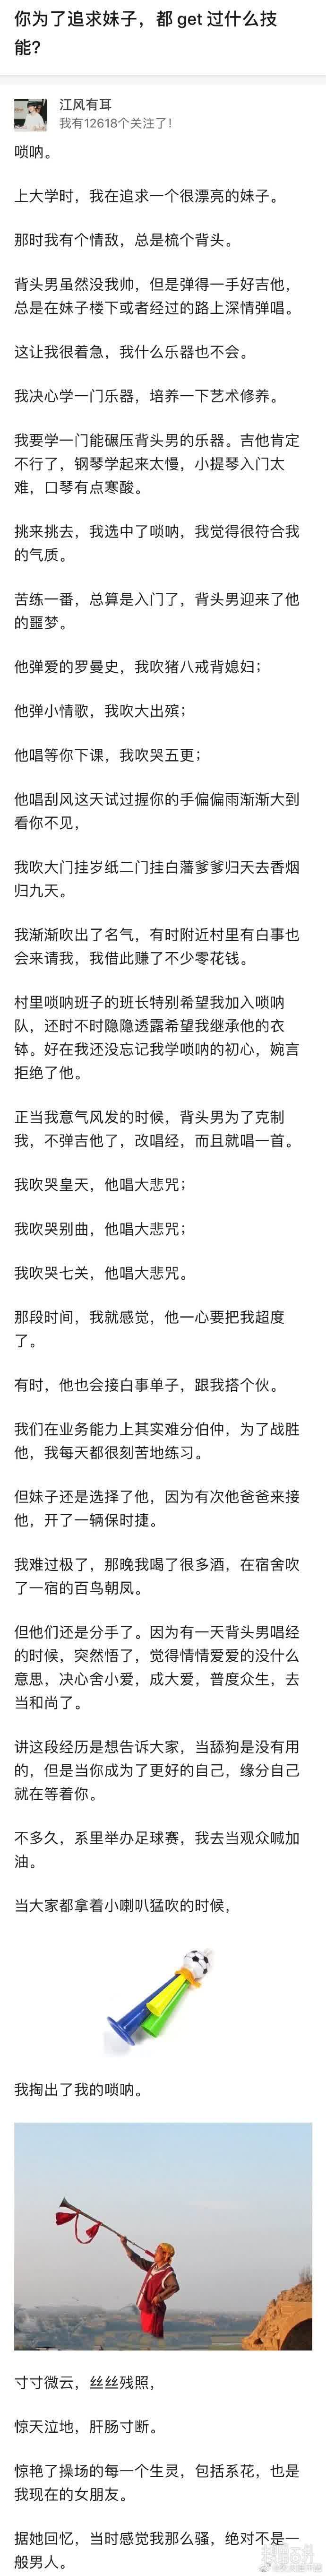 你为了追求妹子，都 get 过什么技
能?
江风有耳
我有12618个关注了!
唢呐。
上大学时，我在追求一个很漂亮的妹子。
那时我有个情敌，总是梳个背头。
背头男虽然没我帅，但是弹得一手好吉他，
总是在妹子楼下或者经过的路上深情弹唱。
这让我很着急，我什么乐器也不会。
我决心学一门乐器，培养一下艺术修养。
我要学一门能碾压背头男的乐器。吉他肯定
不行了，钢琴学起来太慢，小提琴入门太
难，口琴有点寒酸。
挑来挑去，我选中了唢呐，我觉得很符合我
的气质。
苦练一番，总算是入门了，背头男迎来了他
的噩梦。
他弹爱的罗曼史，我吹猪八戒背媳妇；
他弹小情歌，我吹大出殡；
他唱等你下课，我吹哭五更；
他唱刮风这天试过握你的手偏偏雨渐渐大到
看你不见，
我吹大门挂岁纸二门挂白藩爹爹归天去香烟
归九天。
我渐渐吹出了名气，有时附近村里有白事也
会来请我，我借此赚了不少零花钱。
村里唢呐班子的班长特别希望我加入唢呐
队，还时不时隐隐透露希望我继承他的衣
钵。好在我还没忘记我学唢呐的初心，婉言
拒绝了他。
正当我意气风发的时候，背头男为了克制
我，不弹吉他了，改唱经，而且就唱一首。
我吹哭皇天，他唱大悲咒；
我吹哭别曲，他唱大悲咒；
我吹哭七关，他唱大悲咒。
那段时间，我就感觉，他一心要把我超度
了。
有时，他也会接白事单子，跟我搭个伙。
我们在业务能力上其实难分伯仲，为了战胜
他，我每天都很刻苦地练习。
但妹子还是选择了他，因为有次他爸爸来接
他，开了一辆保时捷。
我难过极了，那晚我喝了很多酒，在宿舍吹
了一宿的百鸟朝凤。
但他们还是分手了。因为有一天背头男唱经
的时候，突然悟了，觉得情情爱爱的没什么
意思，决心舍小爱，成大爱，普度众生，去
当和尚了。
讲这段经历是想告诉大家，当舔狗是没有用
的，但是当你成为了更好的自己，缘分自己
就在等着你。
不多久，系里举办足球赛，我去当观众喊加
油。
当大家都拿着小喇叭猛吹的时候，
我掏出了我的唢呐。
寸寸微云，丝丝残照，
惊天泣地，肝肠寸断。
惊艳了操场的每一个生灵，包括系花，也是
我现在的女朋友。
据她回忆，当时感觉我那么骚，绝对不是一
般男人。